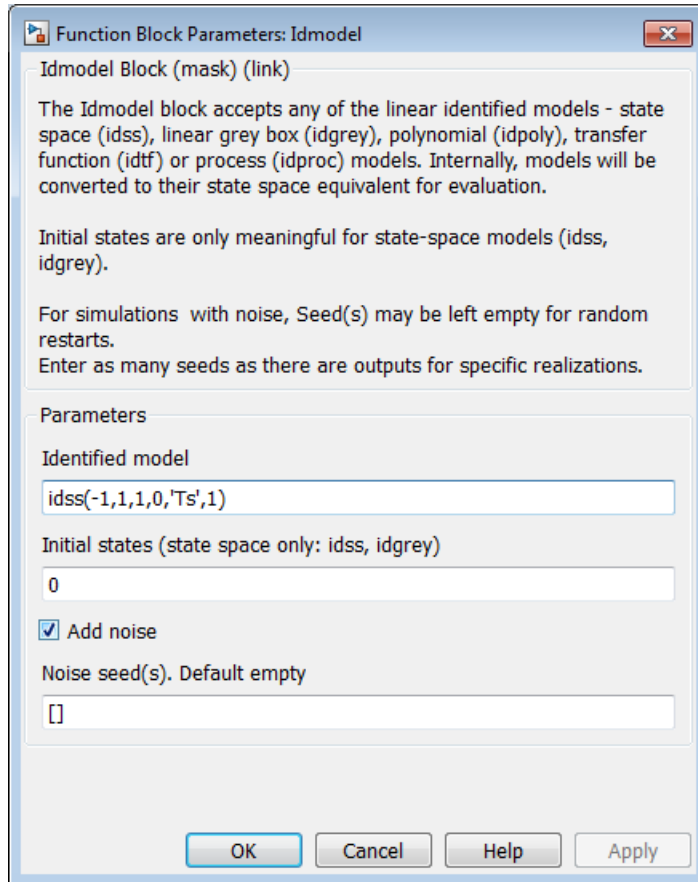 Function Block Parameters: Idmodel
Idmodel Block (mask) (link)
The Idmodel block accepts any of the linear identified models - state
space (idss), linear grey box (idgrey), polynomial (idpoly), transfer
function (idtf) or process (idproc) models. Internally, models will be
converted to their state space equivalent for evaluation.
Initial states are only meaningful for state-space models (idss,
idgrey).
For simulations  with noise, Seed(s) may be left empty for random
restarts.
Enter as many seeds as there are outputs for specific realizations.
Parameters
Identified model
idss(-1,1,1,0,'Ts',1)
Initial states (state space only: idss, idgrey)
0
Add noise
Noise seed(s). Default empty
[]
OK Cancel Help Apply